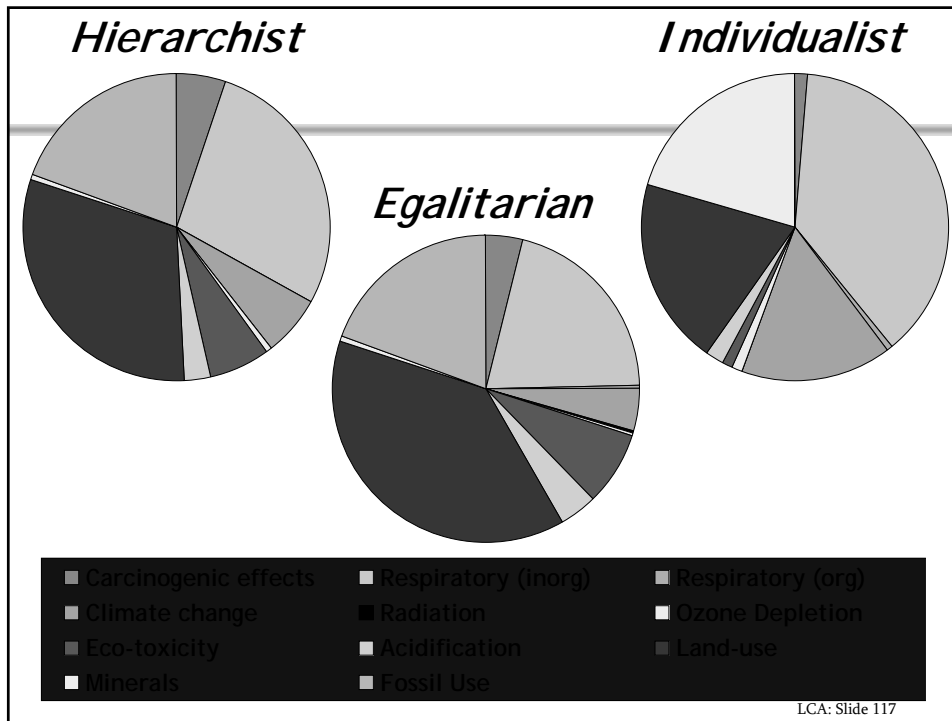 Hierarchist
Individualist
Egalitarian
Carcinogenic effects
Respiratory (inorg)
Respiratory (org)
Climate change
Radiation
Ozone Depletion
Eco-toxicity
Acidification
Land-use
Minerals
Fossil Use
LCA: Slide 117